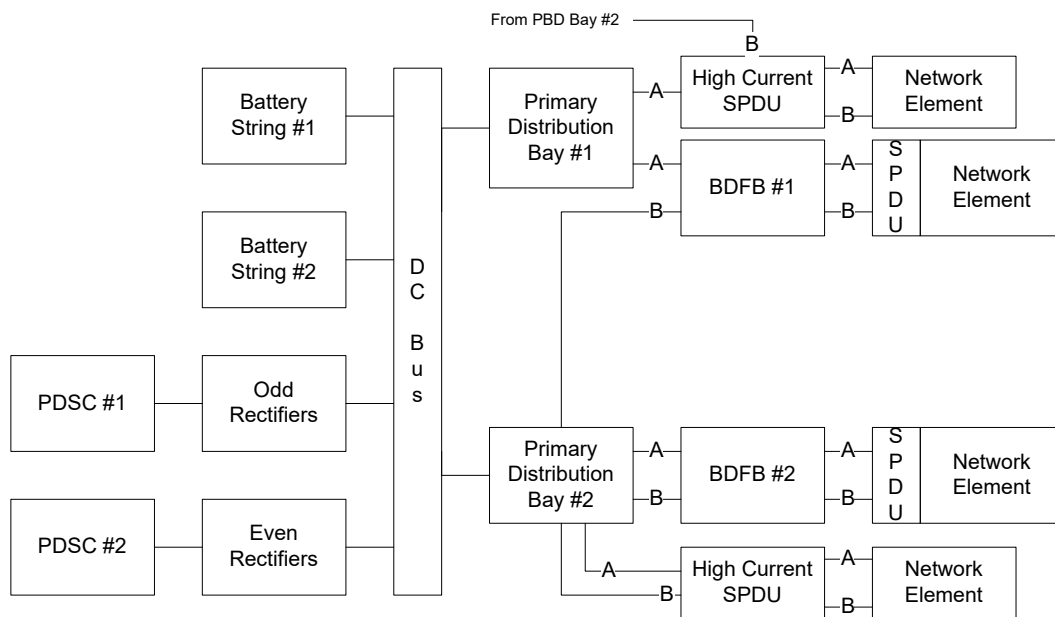 From PBD Bay #2
B
Battery
String #1
Primary
Distribution
Bay #1
A
High Current
SPDU
A
B
Network
Element
A
B
BDFB #1
A
B
S
P
D
U
Network
Element
Battery
String #2
D
C
B
u
s
PDSC #1
Odd
Rectifiers
Primary
Distribution
Bay #2
A
B
BDFB #2
A
B
S
P
D
U
Network
Element
PDSC #2
Even
Rectifiers
A
B
High Current
SPDU
A
B
Network
Element